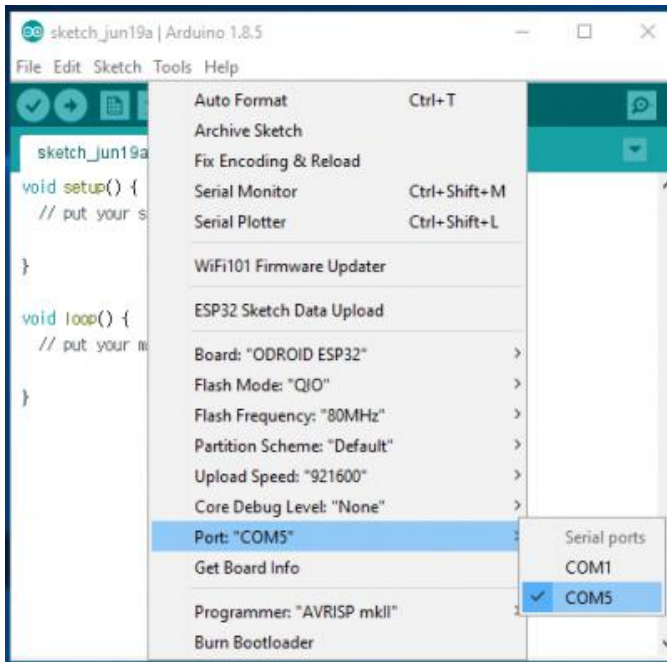 sketch_jun19a | Arduino 1.8.5
File Edit Sketch Tools Help
sketch_jun19a
void setup() {
// put your s
}
void loop() {
// put your m
}
Auto Format Ctrl+T
Archive Sketch
Fix Encoding & Reload
Serial Monitor Ctrl+Shift+M
Serial Plotter Ctrl+Shift+L
WiFi101 Firmware Updater
ESP32 Sketch Data Upload
Board: "ODROID ESP32"
Flash Mode: "QIO"
Flash Frequency: "80MHz"
Partition Scheme: "Default"
Upload Speed: "921600"
Core Debug Level: "None"
Port: "COM5"
Get Board Info
Programmer: "AVRISP mkII"
Burn Bootloader
Serial ports
COM1
COM5